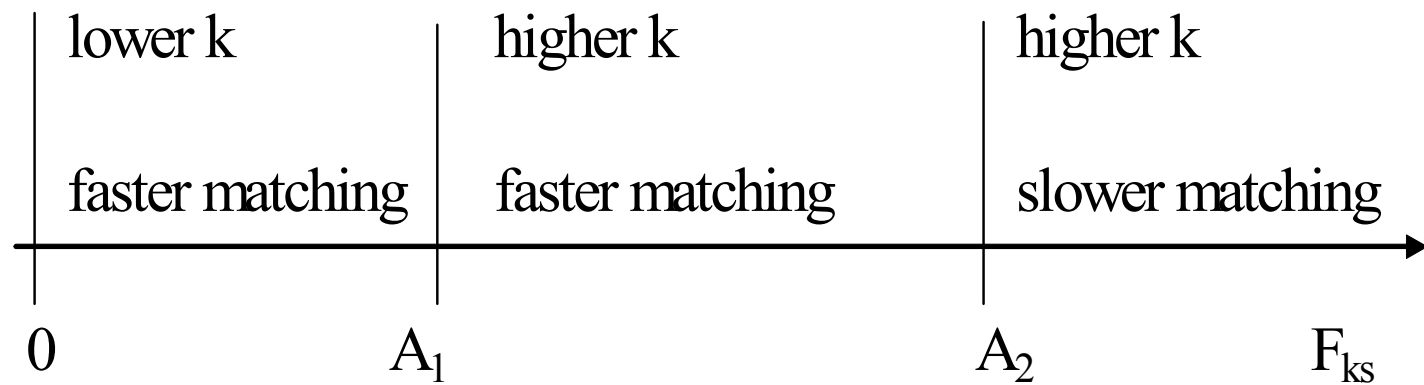 lower k higher k higher k
faster matching faster matching slower matching
0 A₁ A₂ Fₖₛ